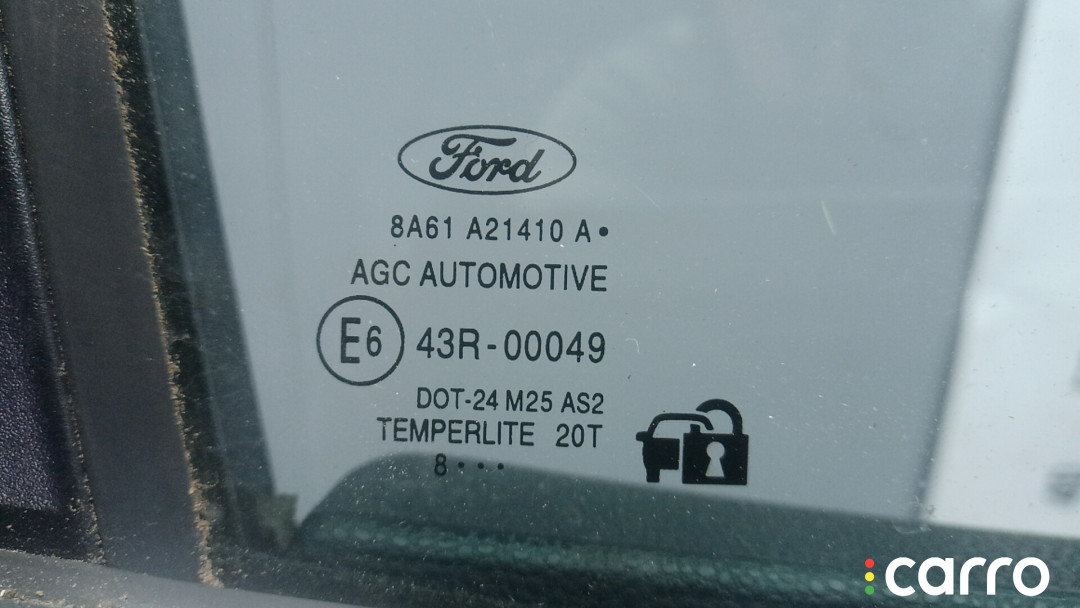 Ford
8A61 A21410 A•
AGC AUTOMOTIVE
E6 43R-00049
DOT-24 M25 AS2
TEMPERLITE 20T
8 • • •
carro